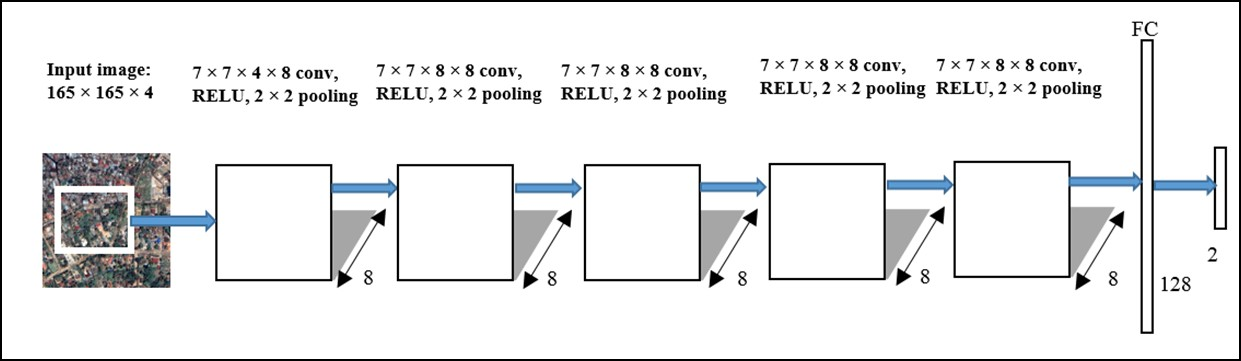 FC
Input image:
165 × 165 × 4
7 × 7 × 4 × 8 conv,
RELU, 2 × 2 pooling
7 × 7 × 8 × 8 conv,
RELU, 2 × 2 pooling
7 × 7 × 8 × 8 conv,
RELU, 2 × 2 pooling
7 × 7 × 8 × 8 conv,
RELU, 2 × 2 pooling
7 × 7 × 8 × 8 conv,
RELU, 2 × 2 pooling
8
8
8
8
8
128
2